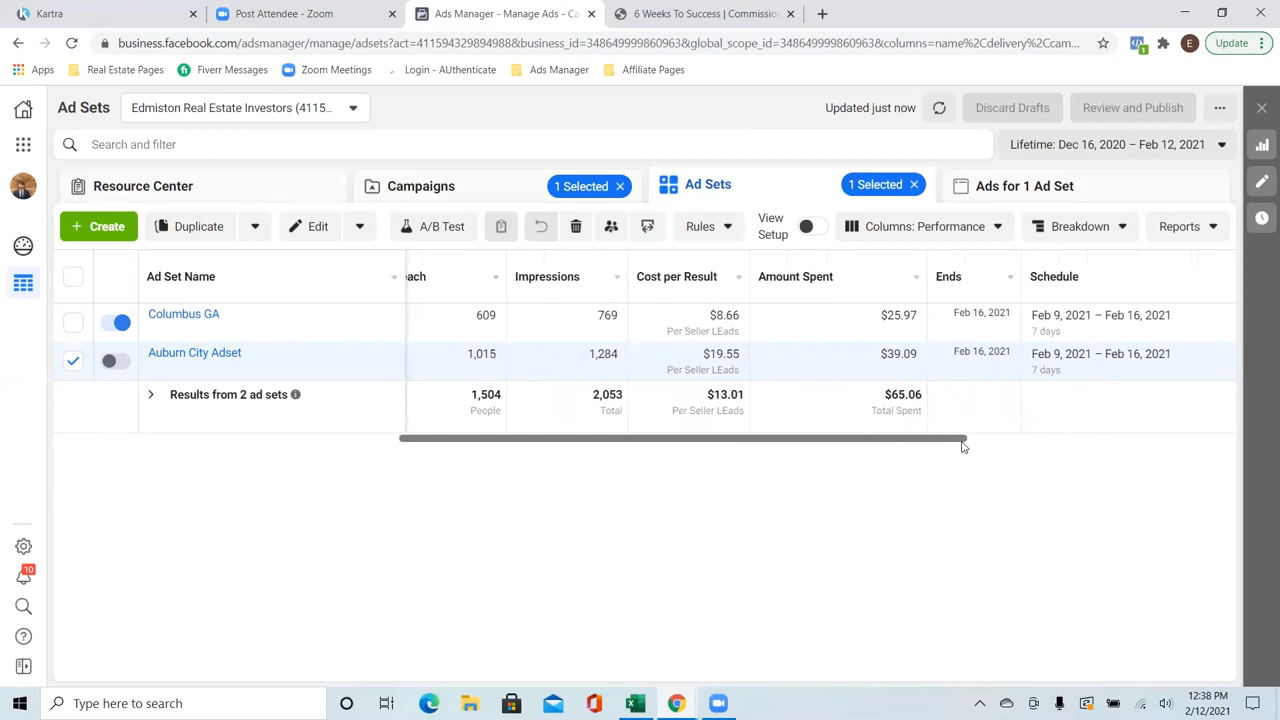 Kartra
Post Attendee - Zoom
Ads Manager - Manage Ads - Ca
6 Weeks To Success | Commission
business.facebook.com/adsmanager/manage/adsets?act=411594329894988&business_id=348649999860963&global_scope_id=348649999860963&columns=name%2Cdelivery%2Ccam...
1
E
Update
Apps
Real Estate Pages
Fiverr Messages
Zoom Meetings
Login - AUthenticate
Ads Manager
Affiliate Pages
Ad Sets
Edmiston Real Estate Investors (4115...
Updated just now
Discard Drafts
Review and Publish
Search and filter
Lifetime: Dec 16, 2020 – Feb 12, 2021
Resource Center
Campaigns
1 Selected
Ad Sets
1 Selected
Ads for 1 Ad Set
+ Create
Duplicate
Edit
A/B Test
Rules
View Setup
Columns: Performance
Breakdown
Reports
Ad Set Name
each
Impressions
Cost per Result
Amount Spent
Ends
Schedule
Columbus GA
609
769
$8.66
Per Seller LEads
$25.97
Feb 16, 2021
Feb 9, 2021 – Feb 16, 2021
7 days
Auburn City Adset
1,015
1,284
$19.55
Per Seller LEads
$39.09
Feb 16, 2021
Feb 9, 2021 – Feb 16, 2021
7 days
Results from 2 ad sets
1,504
People
2,053
Total
$13.01
Per Seller LEads
$65.06
Total Spent
10
Type here to search
12:38 PM
2/12/2021